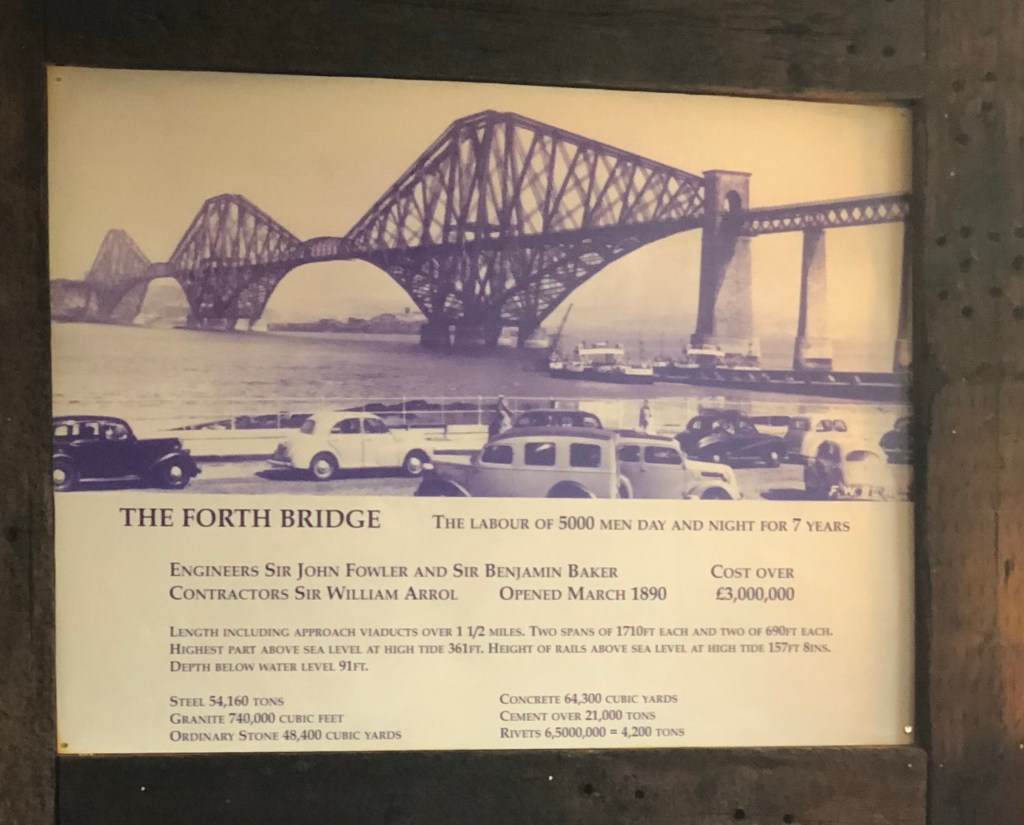 THE FORTH BRIDGE THE LABOUR OF 5000 MEN DAY AND NIGHT FOR 7 YEARS
ENGINEERS SIR JOHN FOWLER AND SIR BENJAMIN BAKER COST OVER
CONTRACTORS SIR WILLIAM ARROL OPENED MARCH 1890 £3,000,000
LENGTH INCLUDING APPROACH VIADUCTS OVER 1 1/2 MILES. TWO SPANS OF 1710FT EACH AND TWO OF 690FT EACH.
HIGHEST PART ABOVE SEA LEVEL AT HIGH TIDE 361FT. HEIGHT OF RAILS ABOVE SEA LEVEL AT HIGH TIDE 157FT 8INS.
DEPTH BELOW WATER LEVEL 91FT.
STEEL 54,160 TONS
GRANITE 740,000 CUBIC FEET
ORDINARY STONE 48,400 CUBIC YARDS
CONCRETE 64,300 CUBIC YARDS
CEMENT OVER 21,000 TONS
RIVETS 6,5000,000 = 4,200 TONS